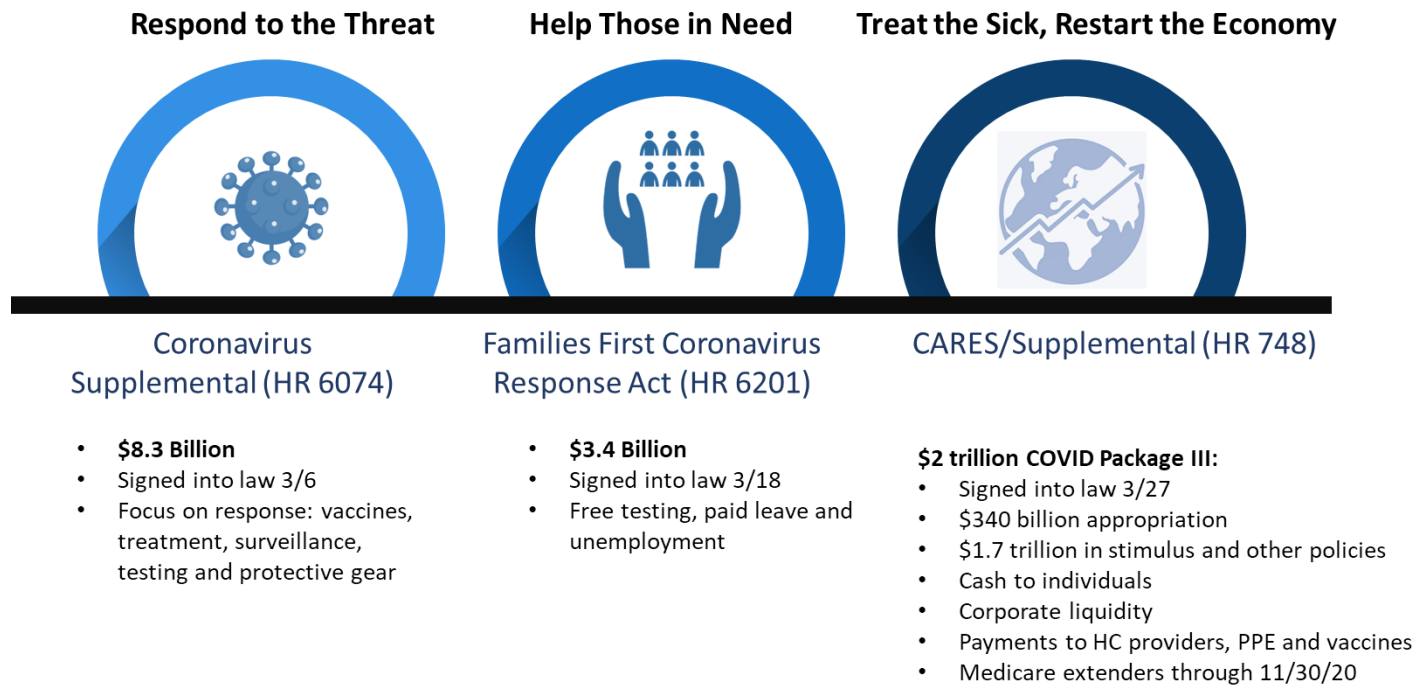 Respond to the Threat
Help Those in Need
Treat the Sick, Restart the Economy
Coronavirus
Supplemental (HR 6074)
• $8.3 Billion
• Signed into law 3/6
• Focus on response: vaccines,
treatment, surveillance,
testing and protective gear
Families First Coronavirus
Response Act (HR 6201)
• $3.4 Billion
• Signed into law 3/18
• Free testing, paid leave and
unemployment
CARES/Supplemental (HR 748)
$2 trillion COVID Package III:
• Signed into law 3/27
• $340 billion appropriation
• $1.7 trillion in stimulus and other policies
• Cash to individuals
• Corporate liquidity
• Payments to HC providers, PPE and vaccines
• Medicare extenders through 11/30/20